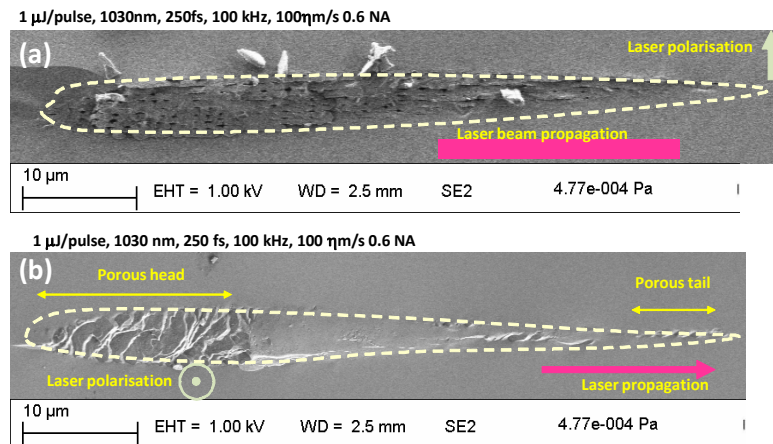 1 µJ/pulse, 1030nm, 250fs, 100 kHz, 100ηm/s 0.6 NA
(a)
Laser polarisation
Laser beam propagation
10 µm
EHT = 1.00 kV WD = 2.5 mm SE2 4.77e-004 Pa
1 µJ/pulse, 1030 nm, 250 fs, 100 kHz, 100 ηm/s 0.6 NA
(b)
Porous head
Porous tail
Laser polarisation
Laser propagation
10 µm
EHT = 1.00 kV WD = 2.5 mm SE2 4.77e-004 Pa